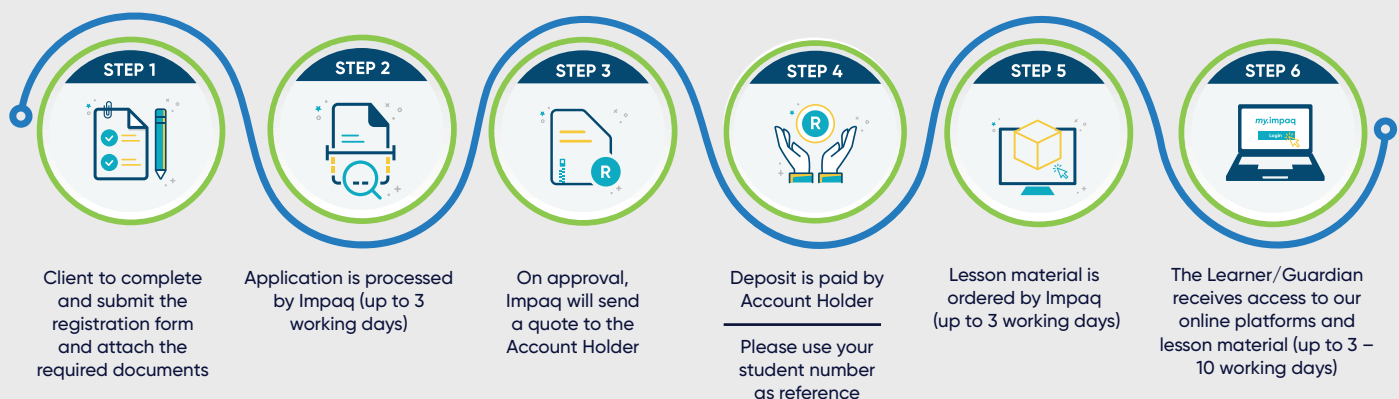 STEP 1
Client to complete
and submit the
registration form
and attach the
required documents
STEP 2
Application is processed
by Impaq (up to 3
working days)
STEP 3
R
On approval,
Impaq will send
a quote to the
Account Holder
STEP 4
R
Deposit is paid by
Account Holder
Please use your
student number
as reference
STEP 5
Lesson material is
ordered by Impaq
(up to 3 working days)
STEP 6
my.impaq
Login
The Learner/Guardian
receives access to our
online platforms and
lesson material (up to 3 –
10 working days)